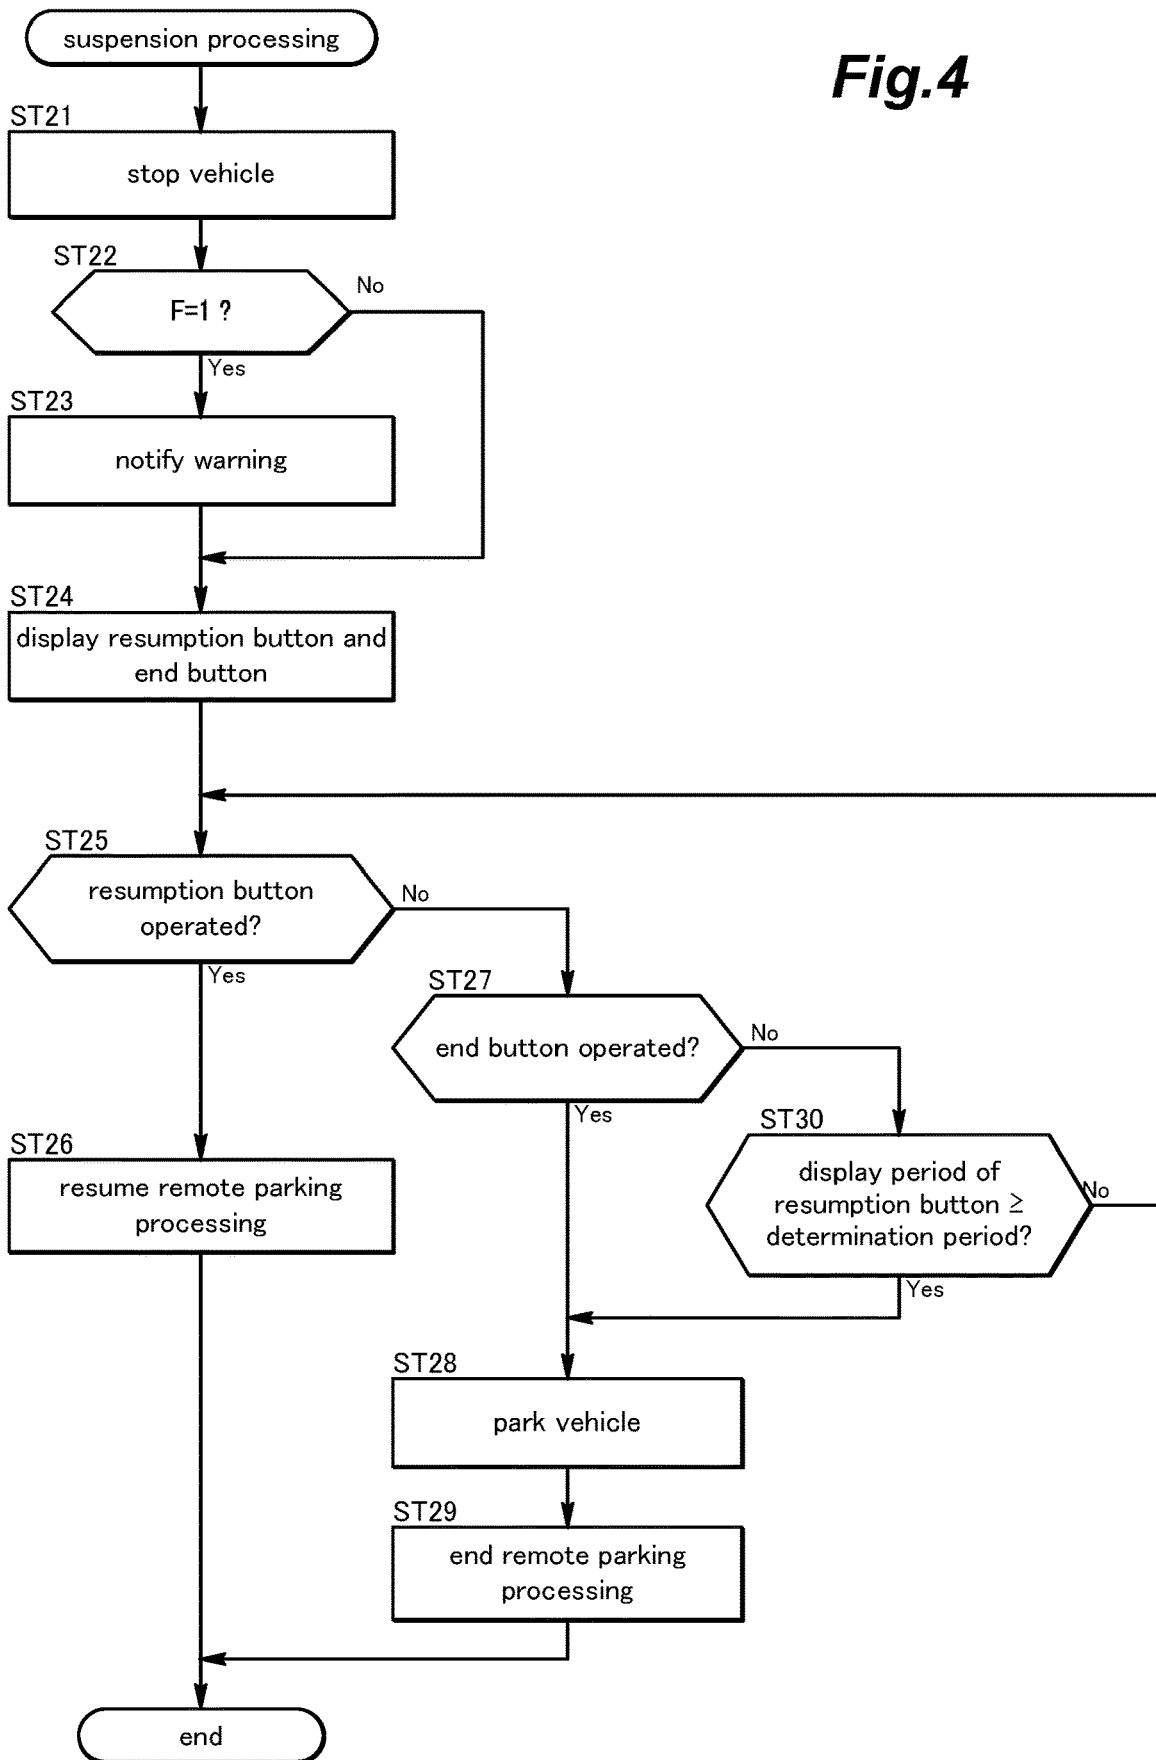 suspension processing
Fig.4
ST21
stop vehicle
ST22
F=1 ?
No
Yes
ST23
notify warning
ST24
display resumption button and
end button
ST25
resumption button
operated?
No
Yes
ST27
end button operated?
No
Yes
ST30
display period of
resumption button ≥
determination period?
No
Yes
ST26
resume remote parking
processing
ST28
park vehicle
ST29
end remote parking
processing
end